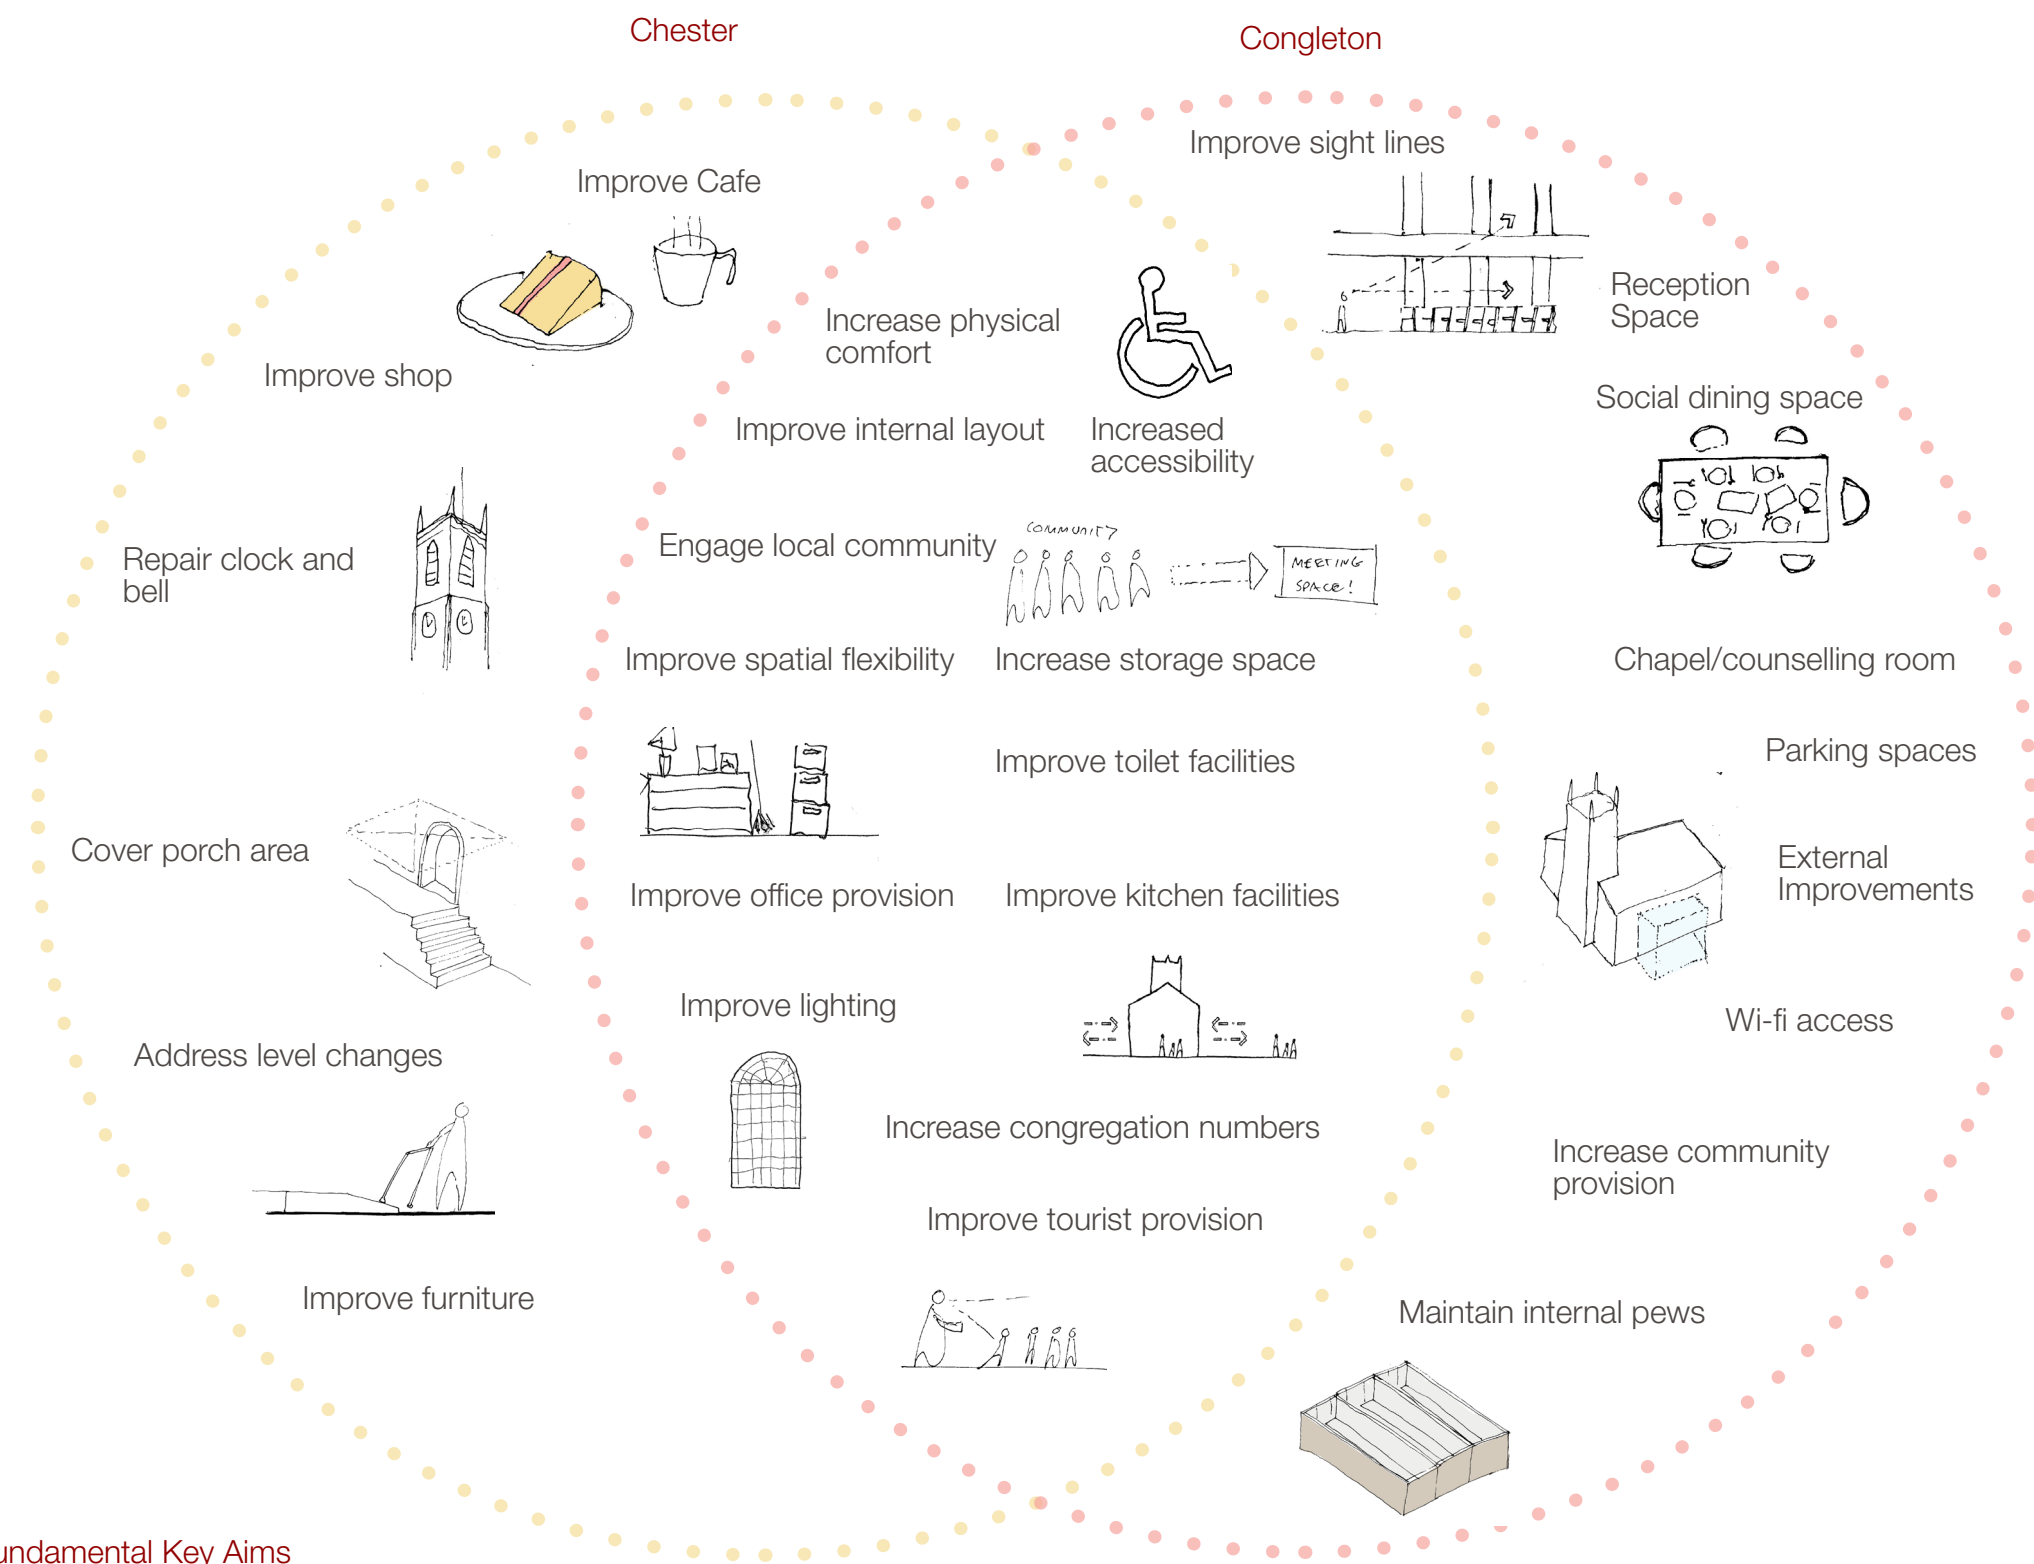 Chester
Congleton
Improve sight lines
Improve Cafe
Reception
Space
Increase physical
comfort
Improve shop
Social dining space
Improve internal layout
Increased
accessibility
COMMUNITY
Engage local community
MEETING
SPACE!
Repair clock and
bell
Improve spatial flexibility
Increase storage space
Chapel/counselling room
Improve toilet facilities
Parking spaces
Cover porch area
External
Improvements
Improve office provision
Improve kitchen facilities
Improve lighting
Wi-fi access
Address level changes
Increase congregation numbers
Increase community
provision
Improve tourist provision
Improve furniture
Maintain internal pews
undamental Key Aims